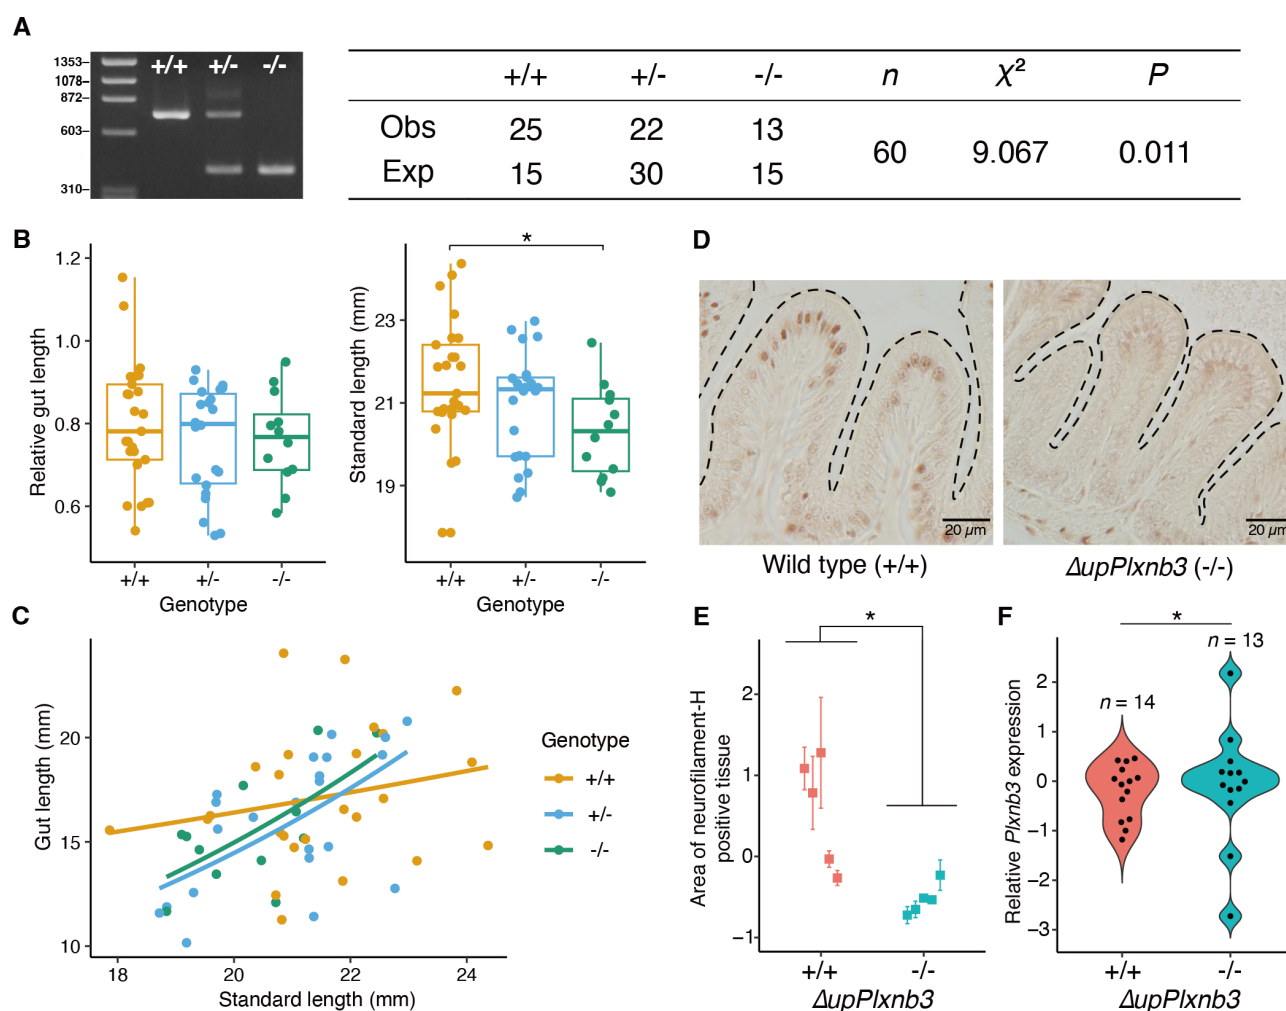 A
1353–
1078–
872–
603–
310–
+/+ +/- -/-
+/+ +/- -/- n χ² P
Obs 25 22 13
60 9.067 0.011
Exp 15 30 15
B
Relative gut length
1.2
1.0
0.8
0.6
+/+ +/- -/-
Genotype
*
Standard length (mm)
23
21
19
+/+ +/- -/-
Genotype
C
Gut length (mm)
20
15
10
18 20 22 24
Standard length (mm)
Genotype
+/+
+/-
-/-
D
20 µm
20 µm
Wild type (+/+)
ΔupPlxnb3 (-/-)
E
*
Area of neurofilament-H
positive tissue
2
1
0
–1
+/+ -/-
ΔupPlxnb3
F
*
n = 13
n = 14
Relative Plxnb3 expression
2
1
0
–1
–2
–3
+/+ -/-
ΔupPlxnb3